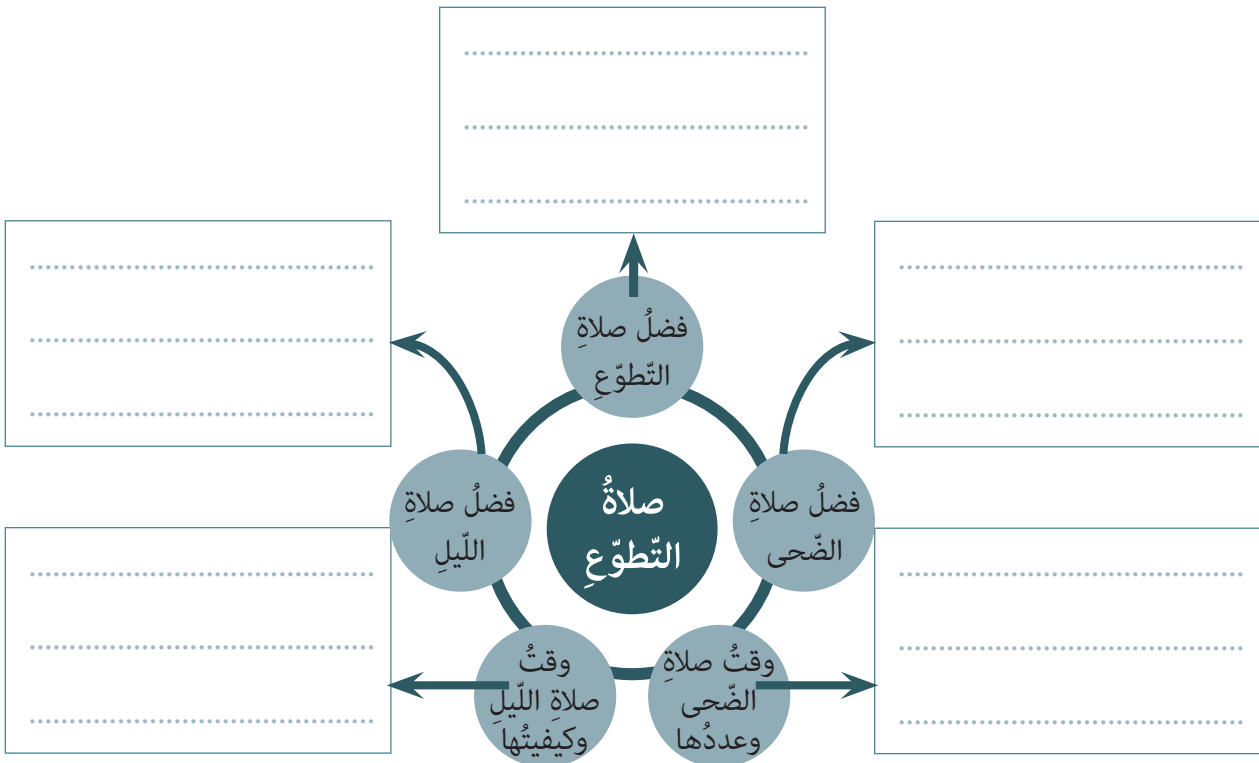 فضلُ صلاةِ
التّطوّعِ
فضلُ صلاةِ
الضّحى
صلاةُ
التّطوّعِ
فضلُ صلاةِ
اللّيلِ
وقتُ صلاةِ
الضّحى
وعددُها
وقتُ
صلاةِ اللّيلِ
وكيفيتُها